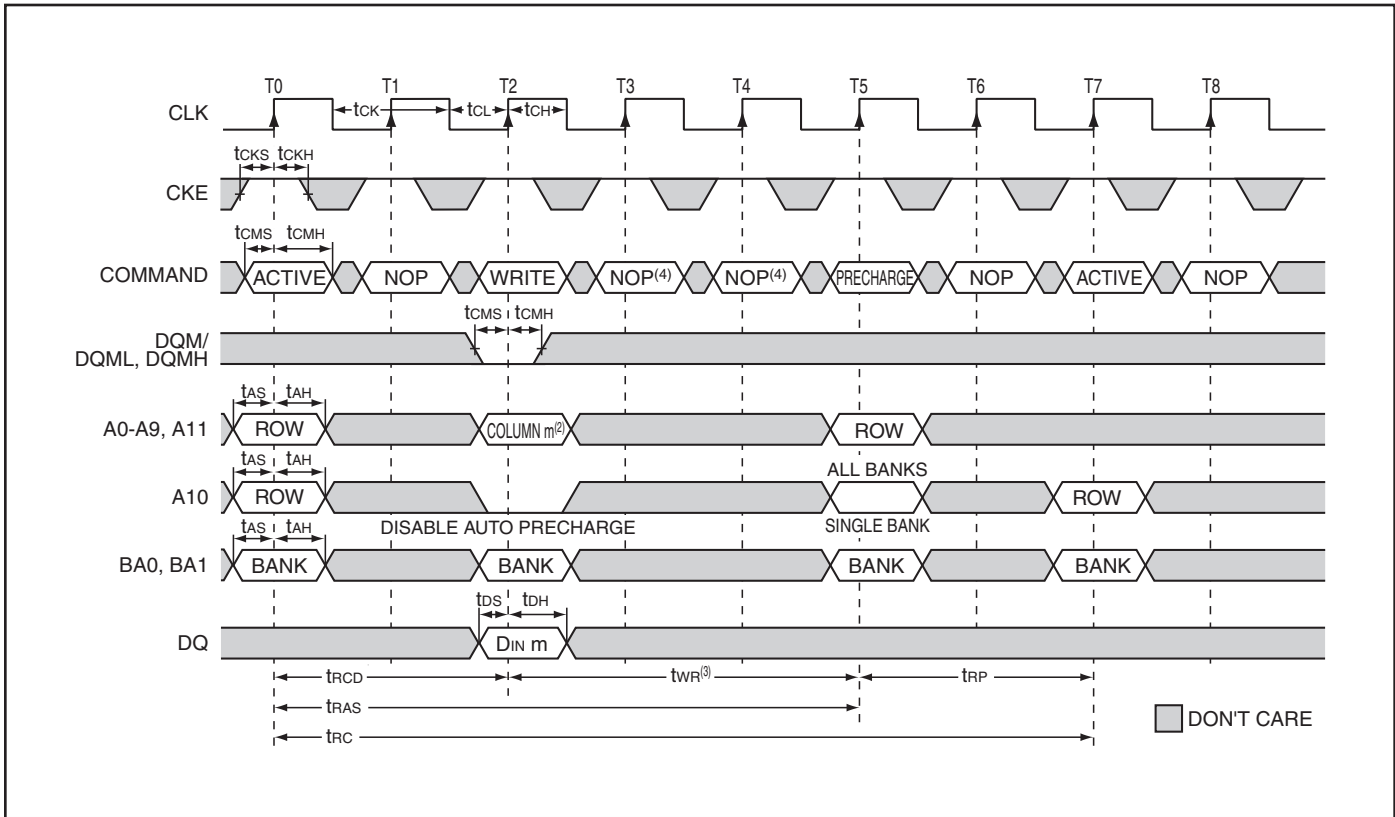 T0 T1 T2 T3 T4 T5 T6 T7 T8
CLK tCK tCL tCH
tCKS tCKH
CKE
tCMS tCMH
COMMAND ACTIVE NOP WRITE NOP(4) NOP(4) PRECHARGE NOP ACTIVE NOP
tCMS tCMH
DQM/
DQML, DQMH
tAS tAH
A0-A9, A11 ROW COLUMN m(2) ROW
tAS tAH ALL BANKS
A10 ROW ROW
tAS tAH DISABLE AUTO PRECHARGE SINGLE BANK
BA0, BA1 BANK BANK BANK BANK
tDS tDH
DQ DIN m
tRCD tWR(3) tRP
tRAS
DON'T CARE
tRC